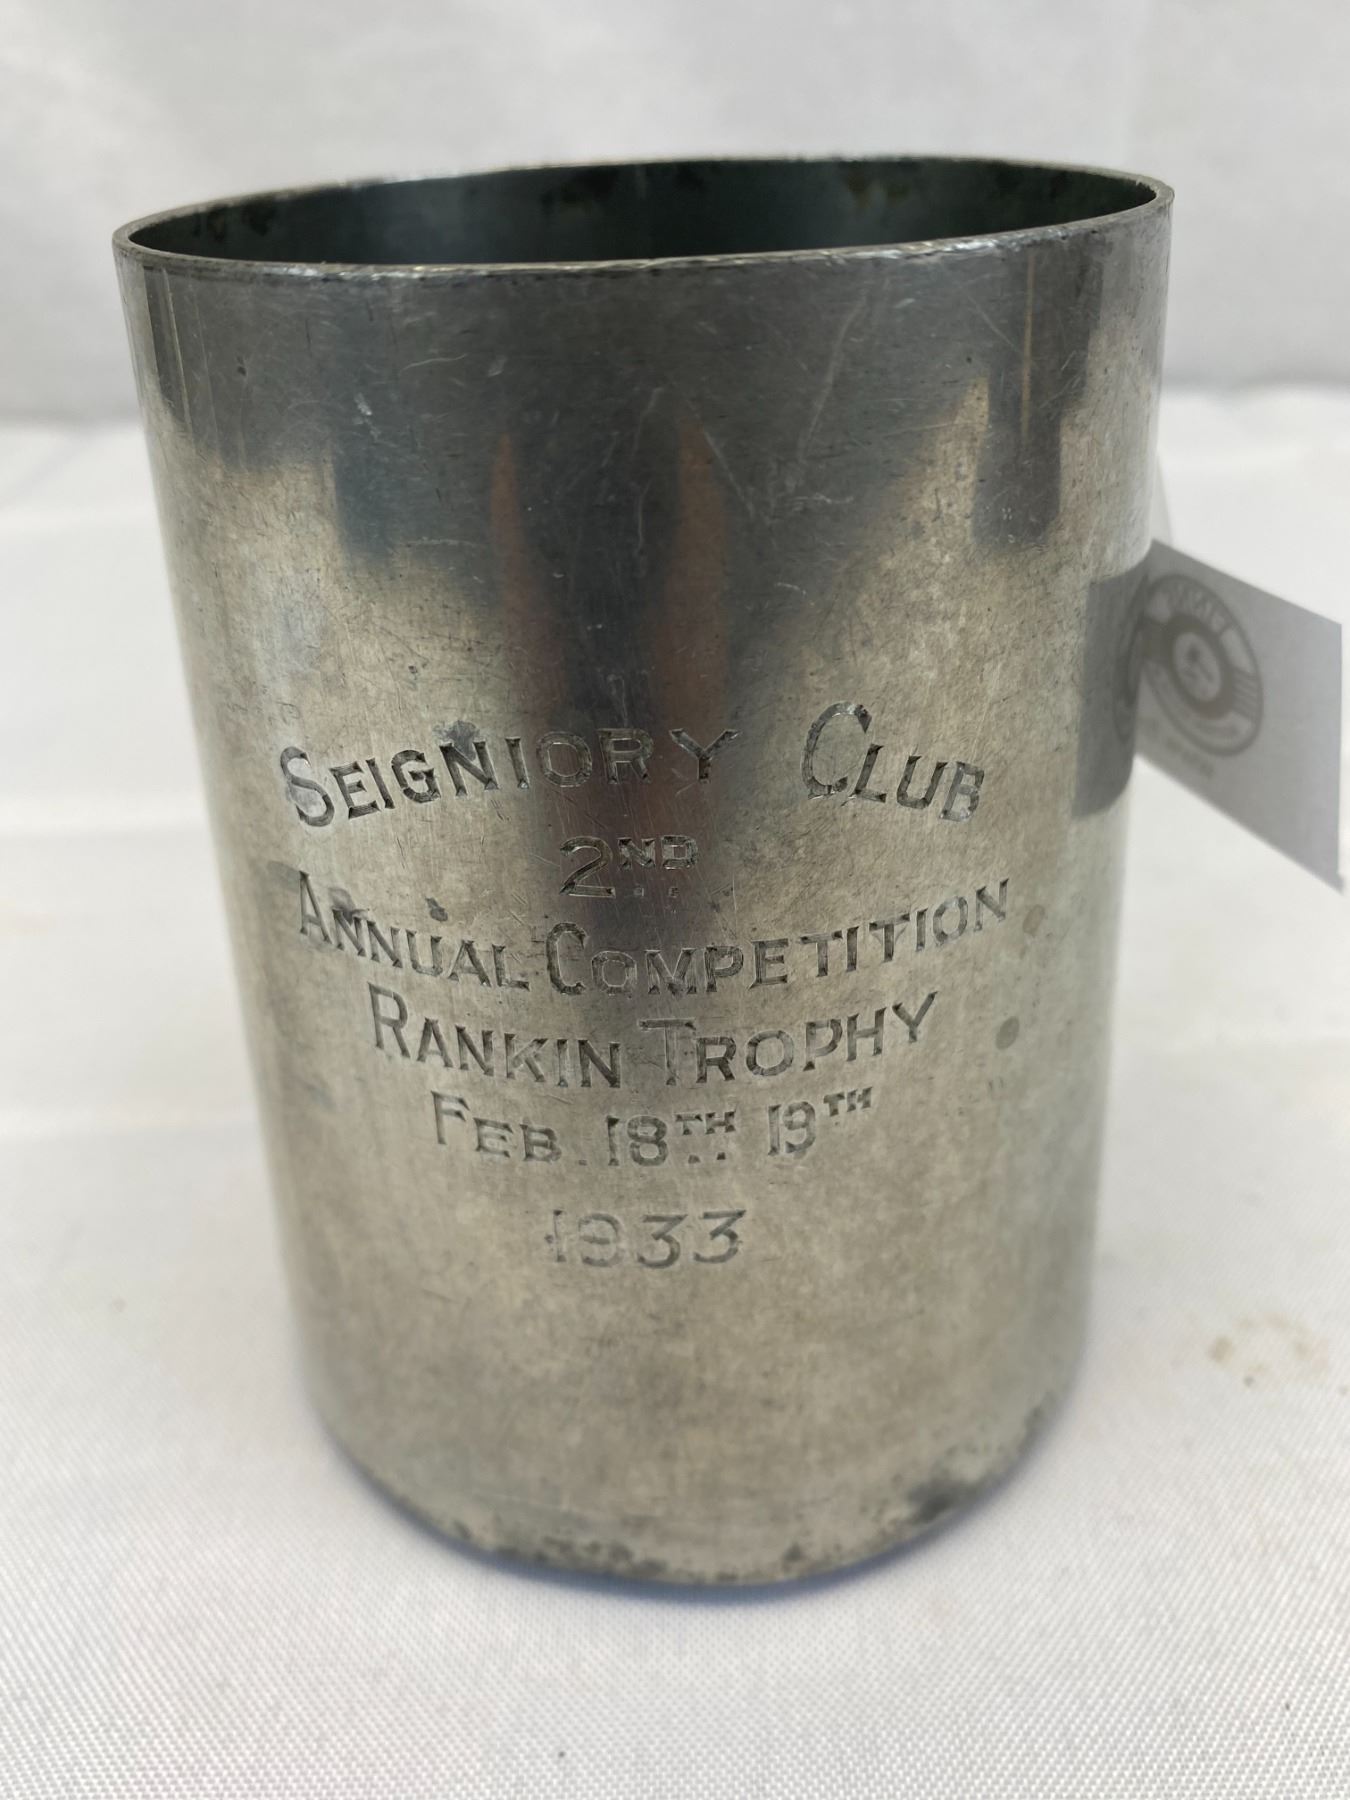 SEIGNIORY CLUB
2ND
ANNUAL COMPETITION
RANKIN TROPHY
FEB. 18TH 19TH
1933